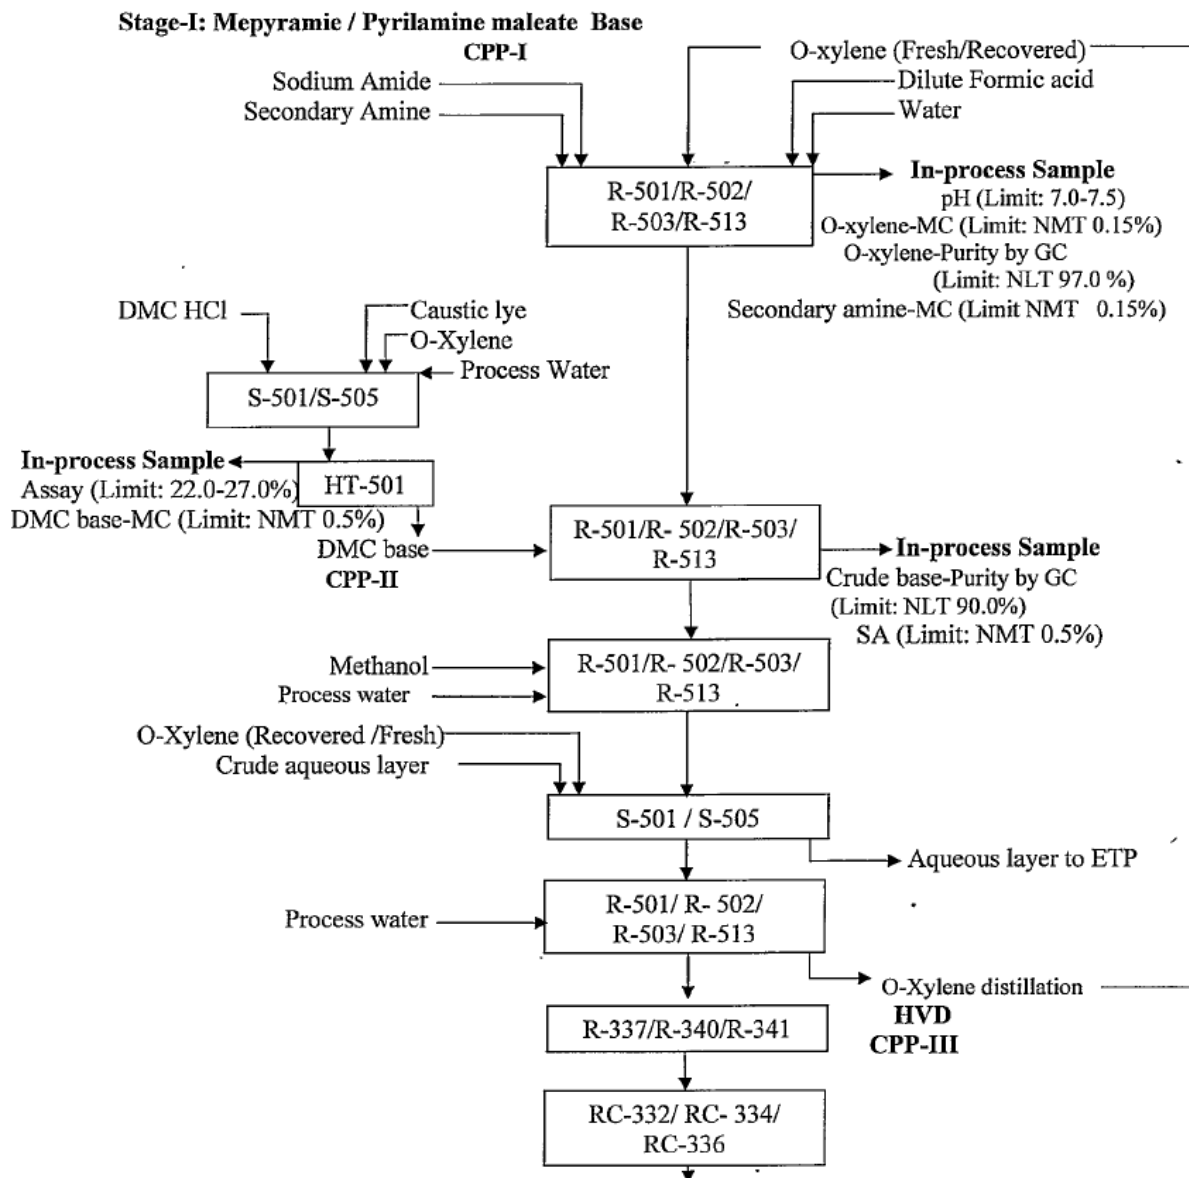 Stage-I: Mepyramie / Pyrilamine maleate Base
CPP-I
O-xylene (Fresh/Recovered)
Sodium Amide
Dilute Formic acid
Secondary Amine
Water
R-501/R-502/
R-503/R-513
In-process Sample
pH (Limit: 7.0-7.5)
O-xylene-MC (Limit: NMT 0.15%)
O-xylene-Purity by GC
(Limit: NLT 97.0 %)
Secondary amine-MC (Limit NMT 0.15%)
DMC HCl
Caustic lye
O-Xylene
Process Water
S-501/S-505
In-process Sample
Assay (Limit: 22.0-27.0%)
DMC base-MC (Limit: NMT 0.5%)
HT-501
DMC base
CPP-II
R-501/R- 502/R-503/
R-513
In-process Sample
Crude base-Purity by GC
(Limit: NLT 90.0%)
SA (Limit: NMT 0.5%)
Methanol
Process water
R-501/R- 502/R-503/
R-513
O-Xylene (Recovered /Fresh)
Crude aqueous layer
S-501 / S-505
Aqueous layer to ETP
Process water
R-501/ R- 502/
R-503/ R-513
O-Xylene distillation
HVD
CPP-III
R-337/R-340/R-341
RC-332/ RC- 334/
RC-336